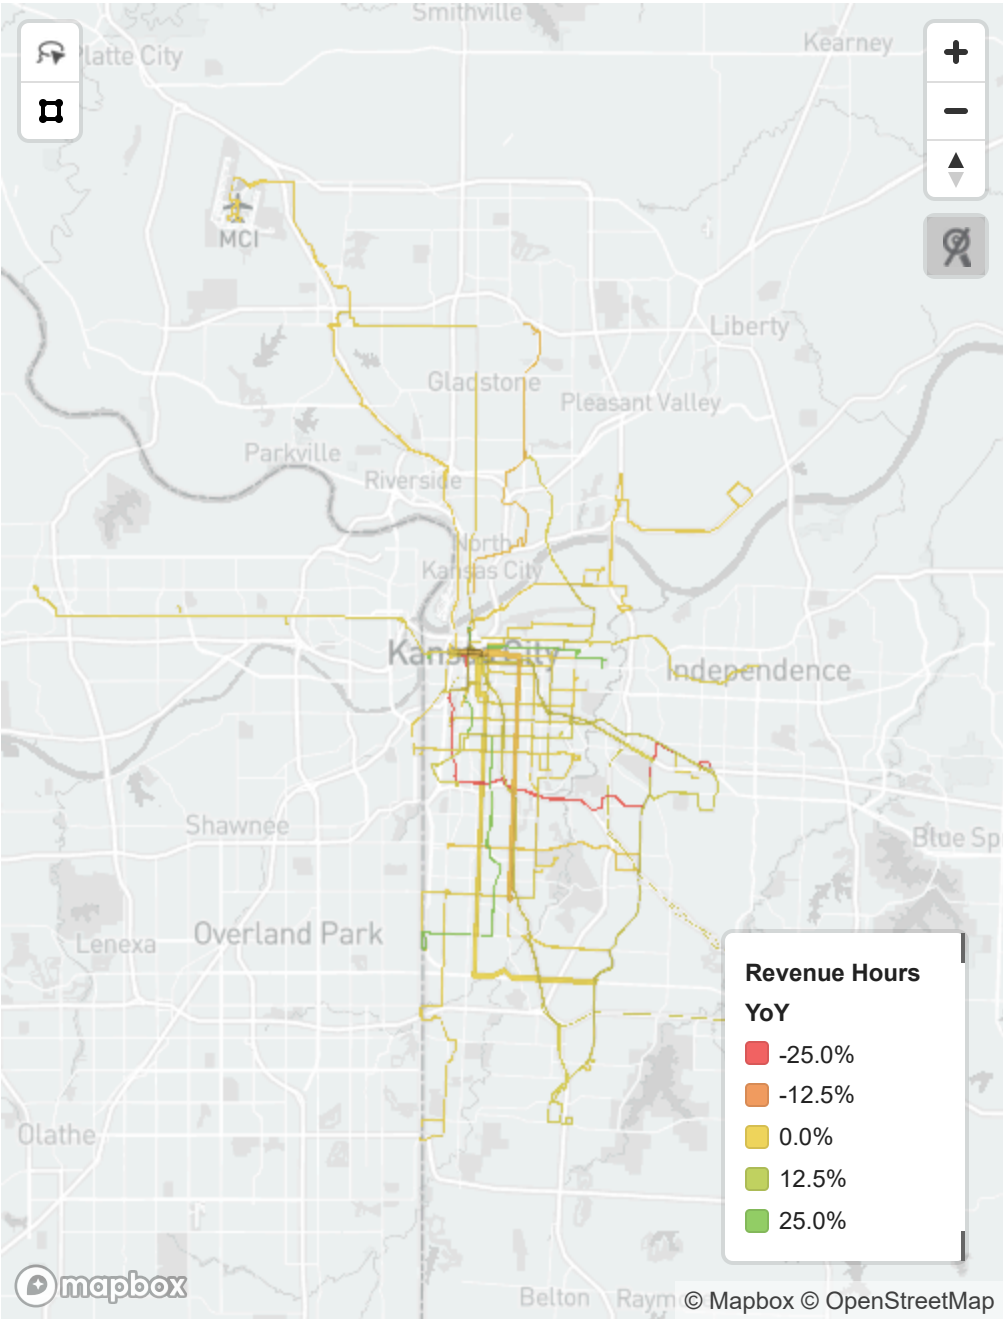 Smithville
Platte City
Kearney
MCI
Liberty
Gladstone
Pleasant Valley
Parkville
Riverside
North
Kansas City
Kansas City
Independence
Shawnee
Blue Sp
Overland Park
Lenexa
Revenue Hours
YoY
-25.0%
-12.5%
0.0%
12.5%
25.0%
Olathe
mapbox
Belton
Raym
© Mapbox © OpenStreetMap